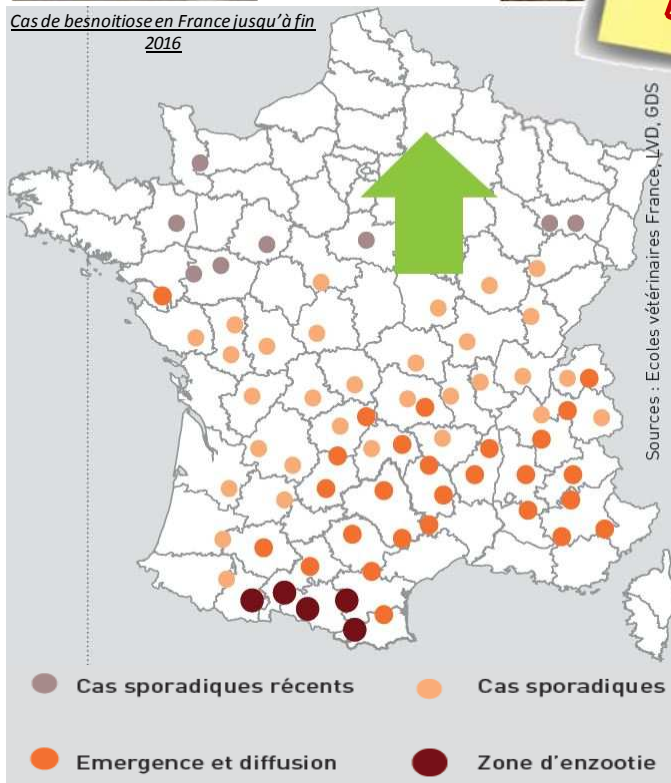 Cas de besnoitiose en France jusqu'à fin
2016
Sources : Ecoles vétérinaires France, LVD, GDS
Cas sporadiques récents
Cas sporadiques
Emergence et diffusion
Zone d'enzootie